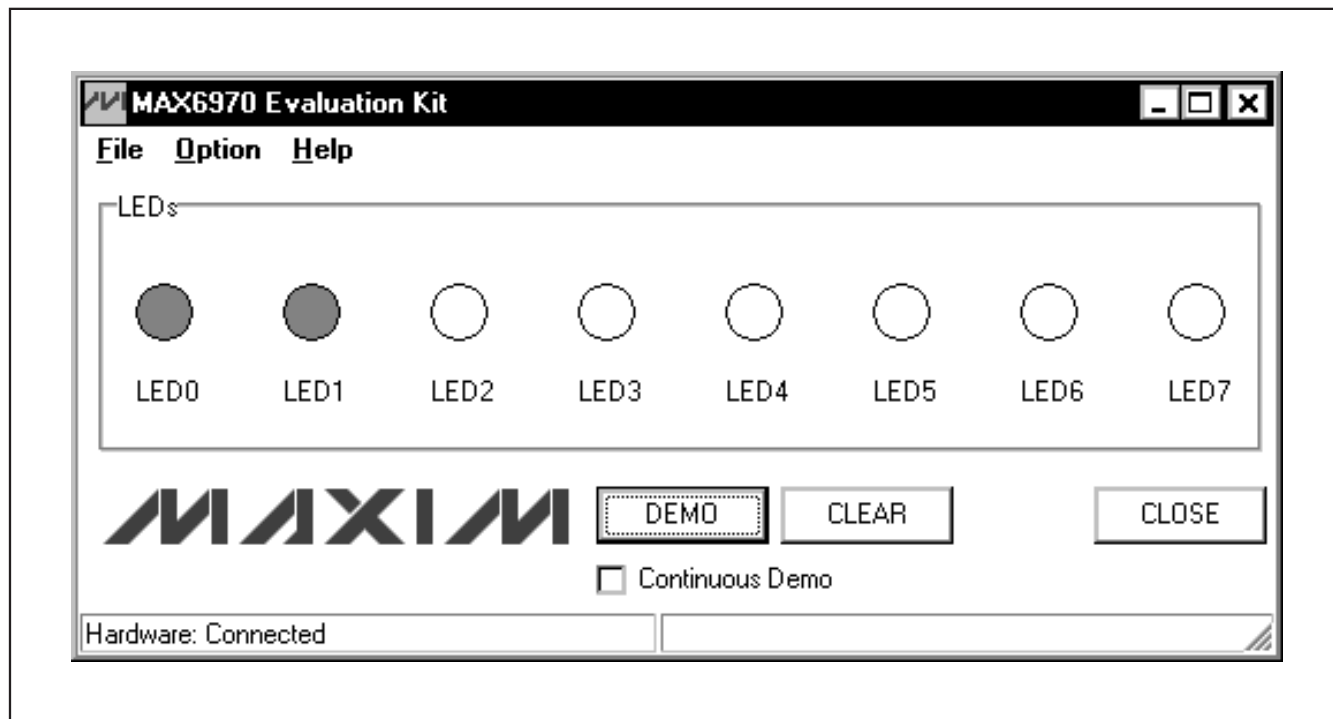 MAX6970 Evaluation Kit
File Option Help
LEDs
LED0 LED1 LED2 LED3 LED4 LED5 LED6 LED7
MAXIM DEMO CLEAR CLOSE
Continuous Demo
Hardware: Connected